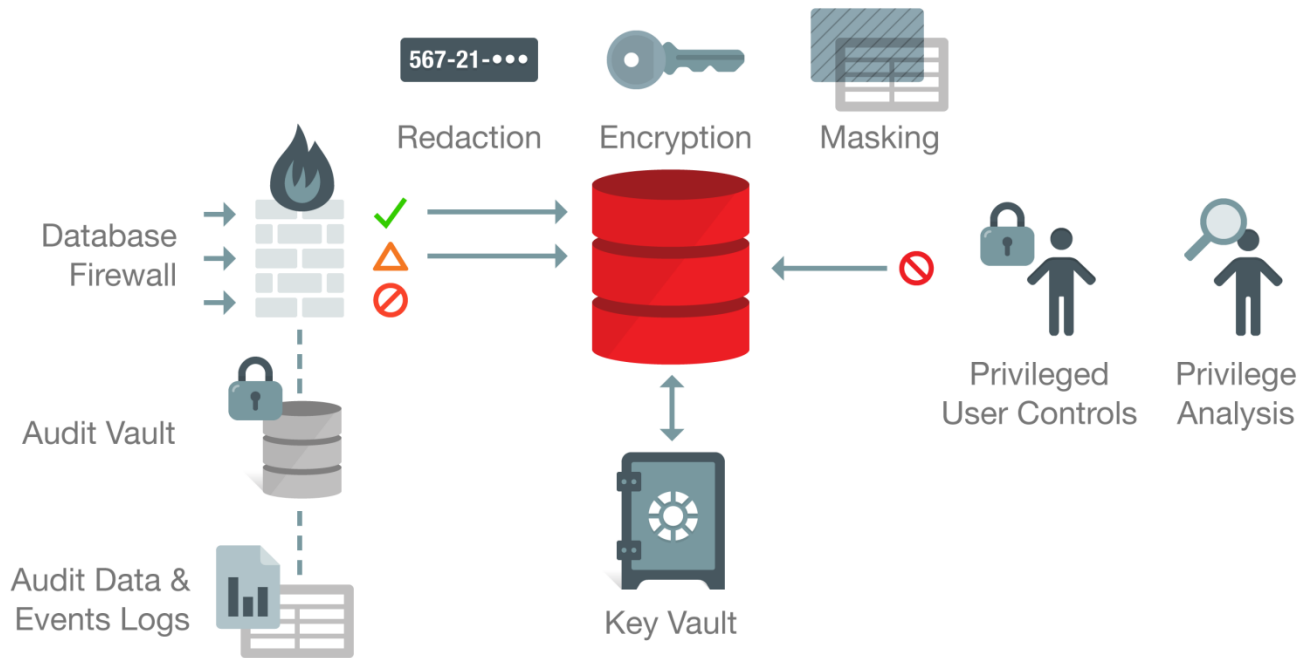 567-21-•••
Redaction
Encryption
Masking
Database
Firewall
Privileged
User Controls
Privilege
Analysis
Audit Vault
Key Vault
Audit Data &
Events Logs